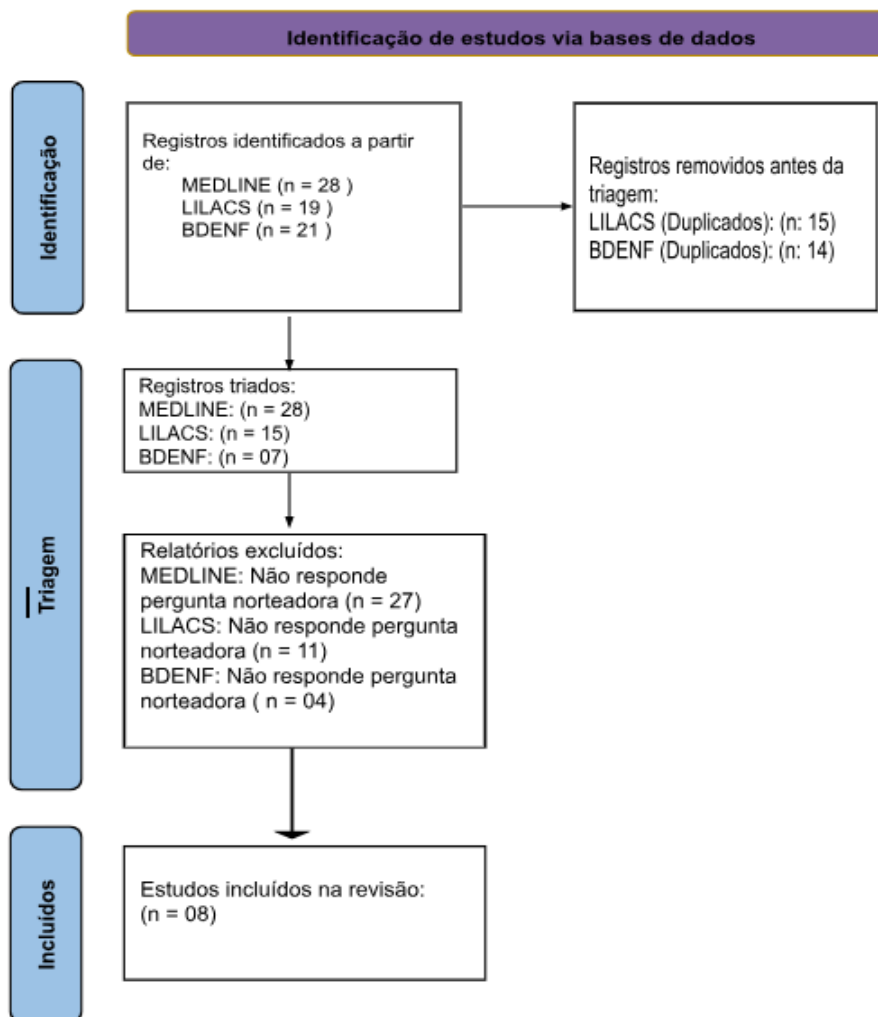 Identificação de estudos via bases de dados
Identificação
Registros identificados a partir
de:
MEDLINE (n = 28 )
LILACS (n = 19 )
BDENF (n = 21 )
Registros removidos antes da
triagem:
LILACS (Duplicados): (n: 15)
BDENF (Duplicados): (n: 14)
Triagem
Registros triados:
MEDLINE: (n = 28)
LILACS: (n = 15)
BDENF: (n = 07)
Relatórios excluídos:
MEDLINE: Não responde
pergunta norteadora (n = 27)
LILACS: Não responde pergunta
norteadora (n = 11)
BDENF: Não responde pergunta
norteadora ( n = 04)
Incluídos
Estudos incluídos na revisão:
(n = 08)